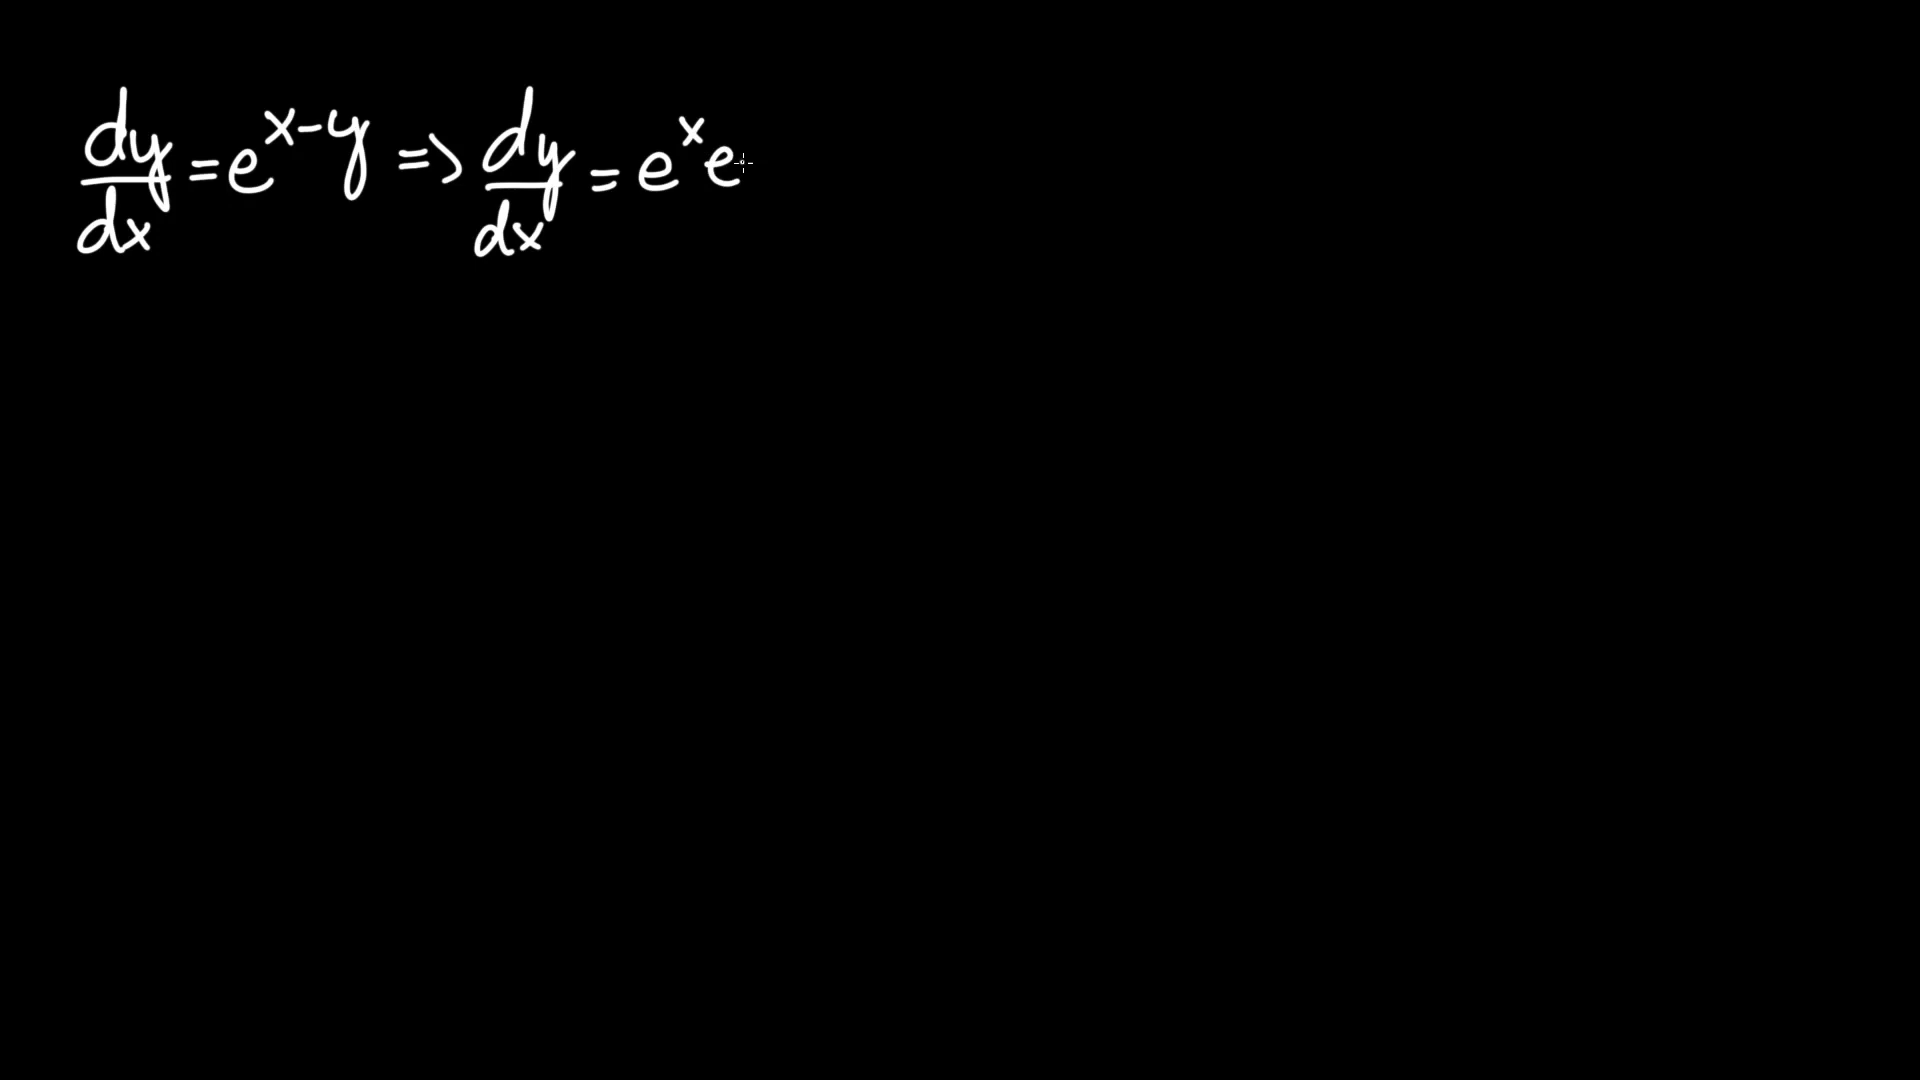 dy/dx = e^{x-y} => dy/dx = e^x e